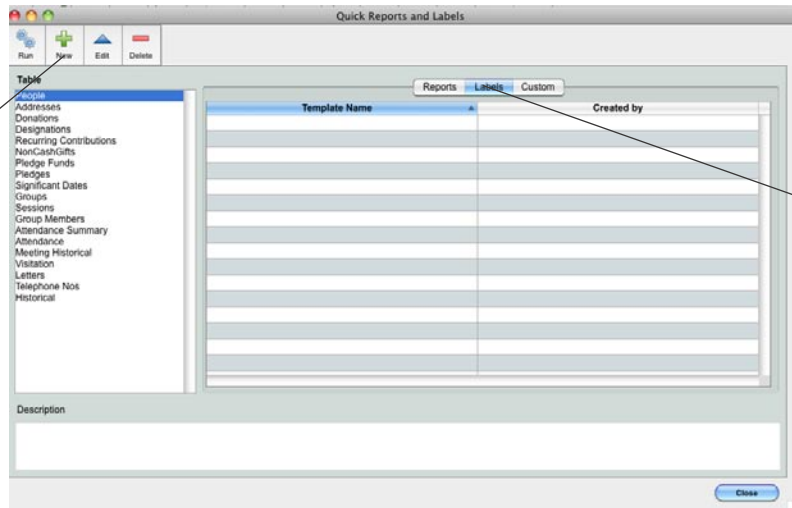 Quick Reports and Labels
Run New Edit Delete
Table
Reports Labels Custom
People
Addresses
Donations
Designations
Recurring Contributions
NonCashGifts
Pledge Funds
Pledges
Significant Dates
Groups
Sessions
Group Members
Attendance Summary
Attendance
Meeting Historical
Visitation
Letters
Telephone Nos
Historical
Template Name Created by
Description
Close